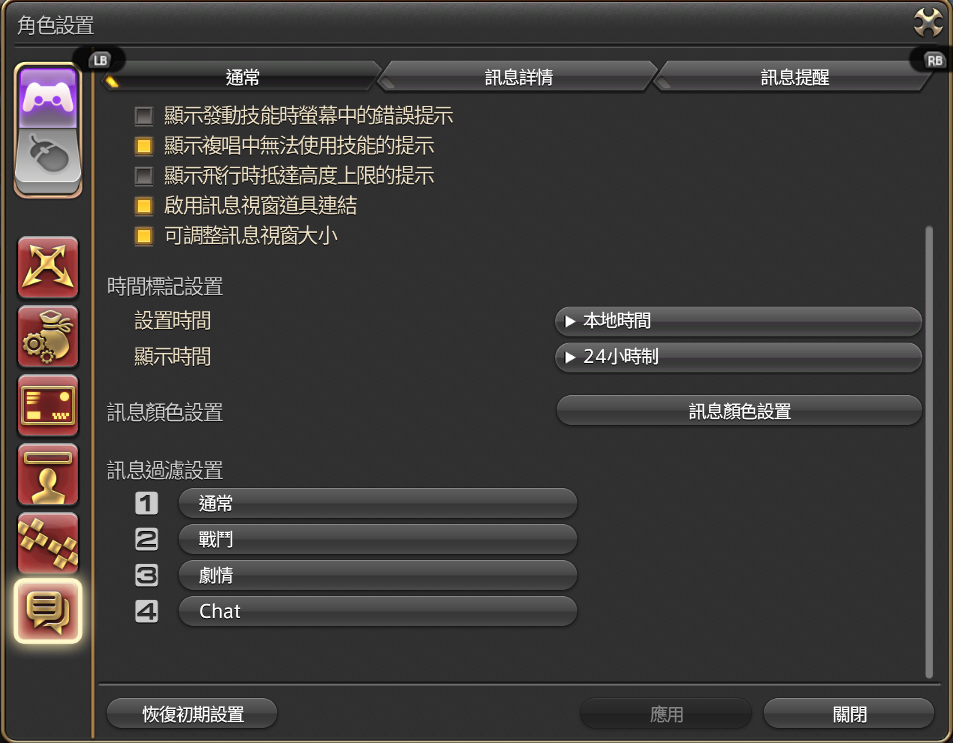 角色設置
LB
通常
訊息詳情
訊息提醒
RB
顯示發動技能時螢幕中的錯誤提示
顯示複唱中無法使用技能的提示
顯示飛行時抵達高度上限的提示
啟用訊息視窗道具連結
可調整訊息視窗大小
時間標記設置
設置時間
本地時間
顯示時間
24小時制
訊息顏色設置
訊息顏色設置
訊息過濾設置
1 通常
2 戰鬥
3 劇情
4 Chat
恢復初期設置
應用
關閉